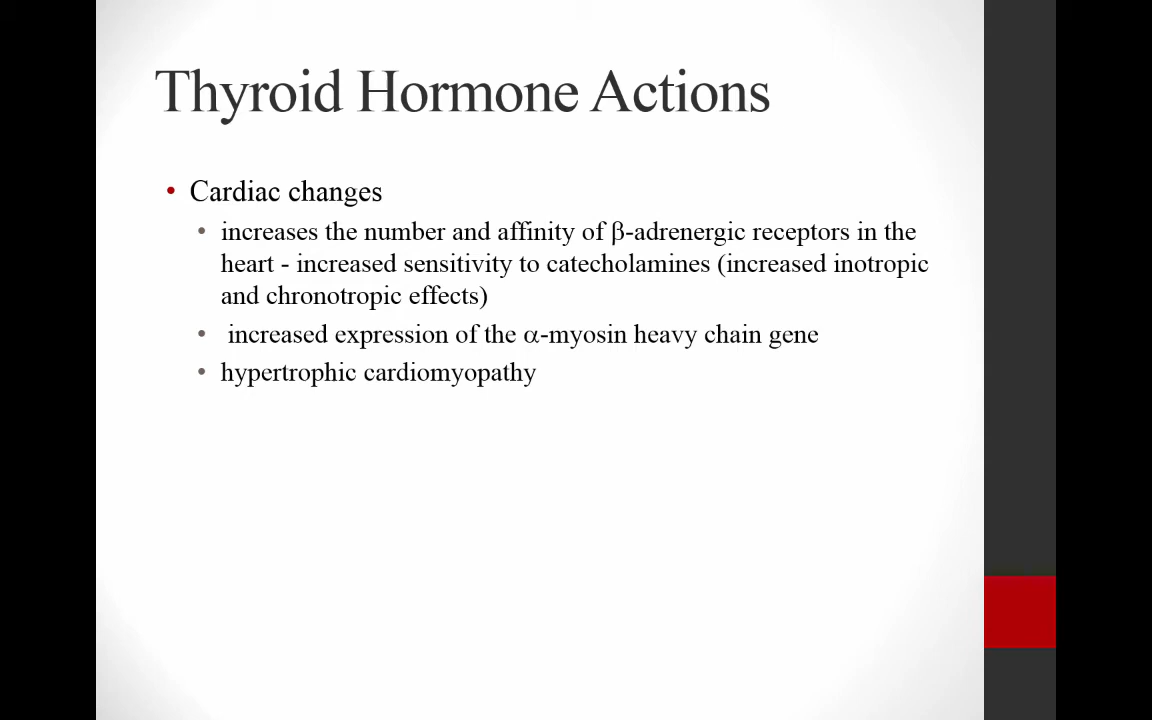 Thyroid Hormone Actions
• Cardiac changes
• increases the number and affinity of β-adrenergic receptors in the
heart - increased sensitivity to catecholamines (increased inotropic
and chronotropic effects)
• increased expression of the α-myosin heavy chain gene
• hypertrophic cardiomyopathy